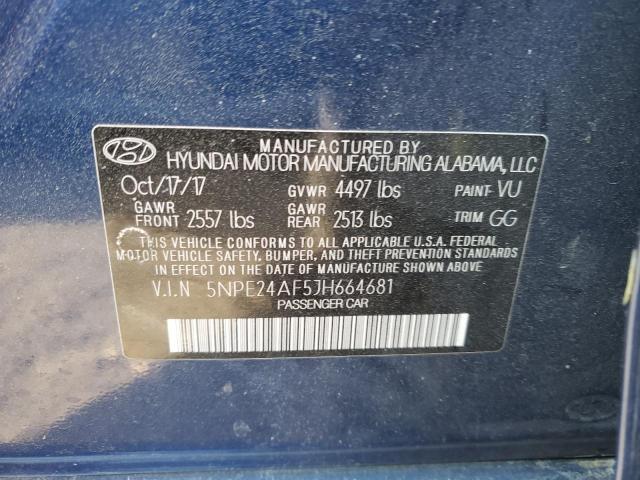 MANUFACTURED BY
HYUNDAI MOTOR MANUFACTURING ALABAMA, LLC
Oct/17/17 GVWR 4497 lbs PAINT VU
GAWR FRONT 2557 lbs GAWR REAR 2513 lbs TRIM GG
THIS VEHICLE CONFORMS TO ALL APPLICABLE U.S.A. FEDERAL
MOTOR VEHICLE SAFETY, BUMPER, AND THEFT PREVENTION
STANDARDS IN EFFECT ON THE DATE OF MANUFACTURE SHOWN ABOVE.
V.I.N 5NPE24AF5JH664681
PASSENGER CAR